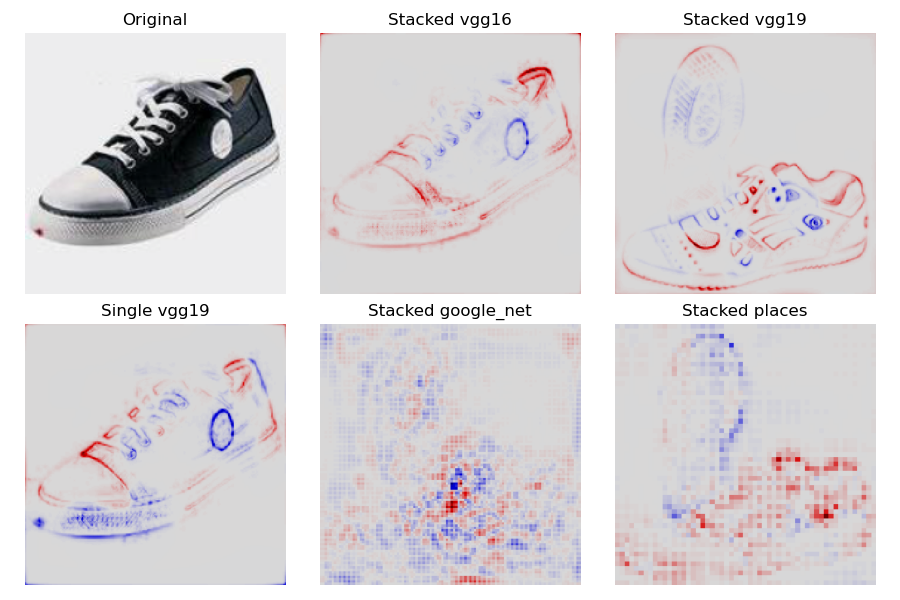 Original
Stacked vgg16
Stacked vgg19
Single vgg19
Stacked google_net
Stacked places